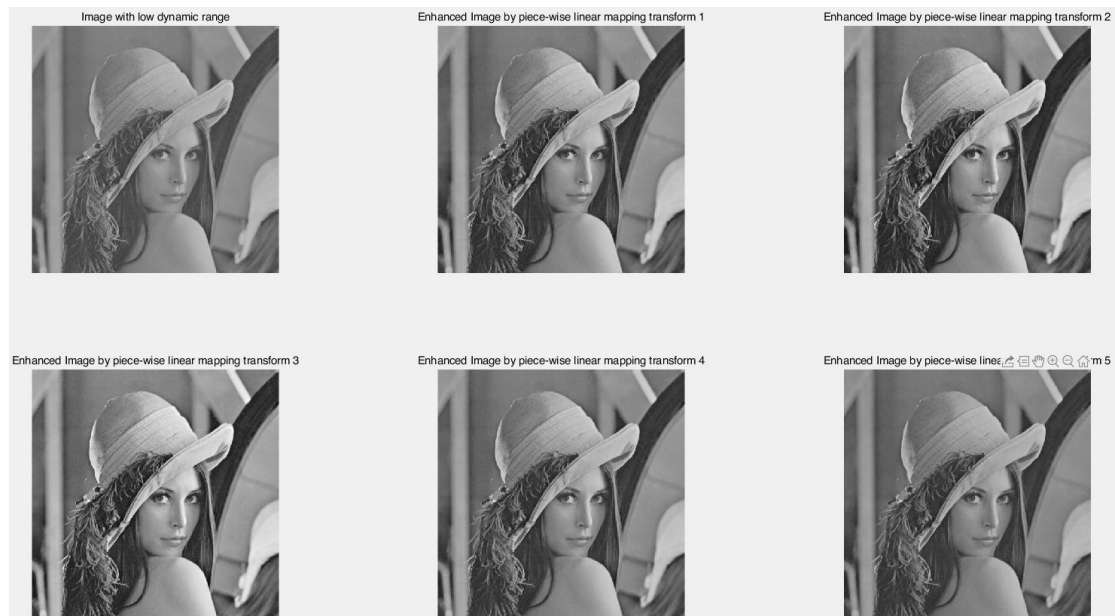 Image with low dynamic range
Enhanced Image by piece-wise linear mapping transform 1
Enhanced Image by piece-wise linear mapping transform 2
Enhanced Image by piece-wise linear mapping transform 3
Enhanced Image by piece-wise linear mapping transform 4
Enhanced Image by piece-wise 5